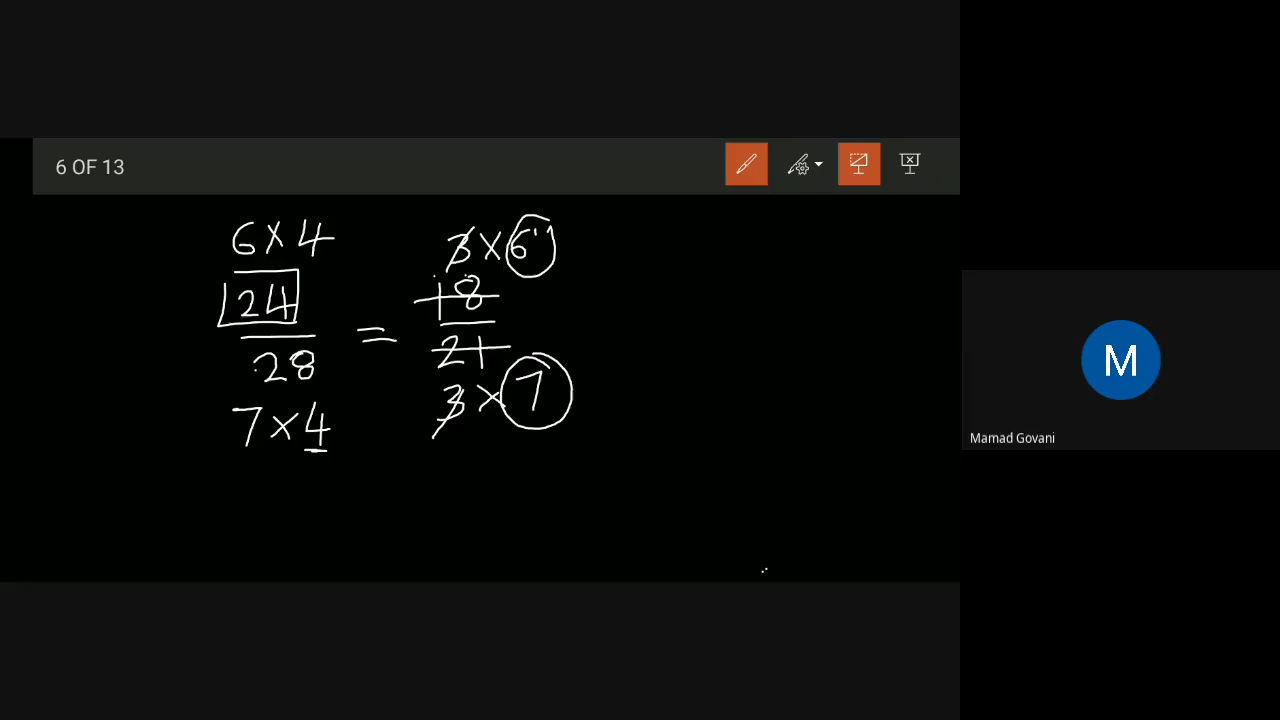 6 OF 13
6 × 4
24
28
7 × 4
=
3 × 6
18
21
3 × 7
M
Mamad Govani